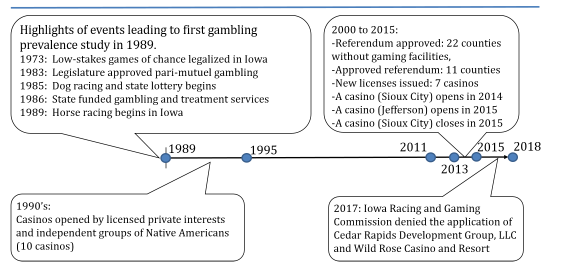 Highlights of events leading to first gambling
prevalence study in 1989.
1973: Low-stakes games of chance legalized in Iowa
1983: Legislature approved pari-mutuel gambling
1985: Dog racing and state lottery begins
1986: State funded gambling and treatment services
1989: Horse racing begins in Iowa
2000 to 2015:
-Referendum approved: 22 counties
without gaming facilities,
-Approved referendum: 11 counties
-New licenses issued: 7 casinos
-A casino (Sioux City) opens in 2014
-A casino (Jefferson) opens in 2015
-A casino (Sioux City) closes in 2015
1989
1995
2011
2013
2015
2018
1990's:
Casinos opened by licensed private interests
and independent groups of Native Americans
(10 casinos)
2017: Iowa Racing and Gaming
Commission denied the application of
Cedar Rapids Development Group, LLC
and Wild Rose Casino and Resort